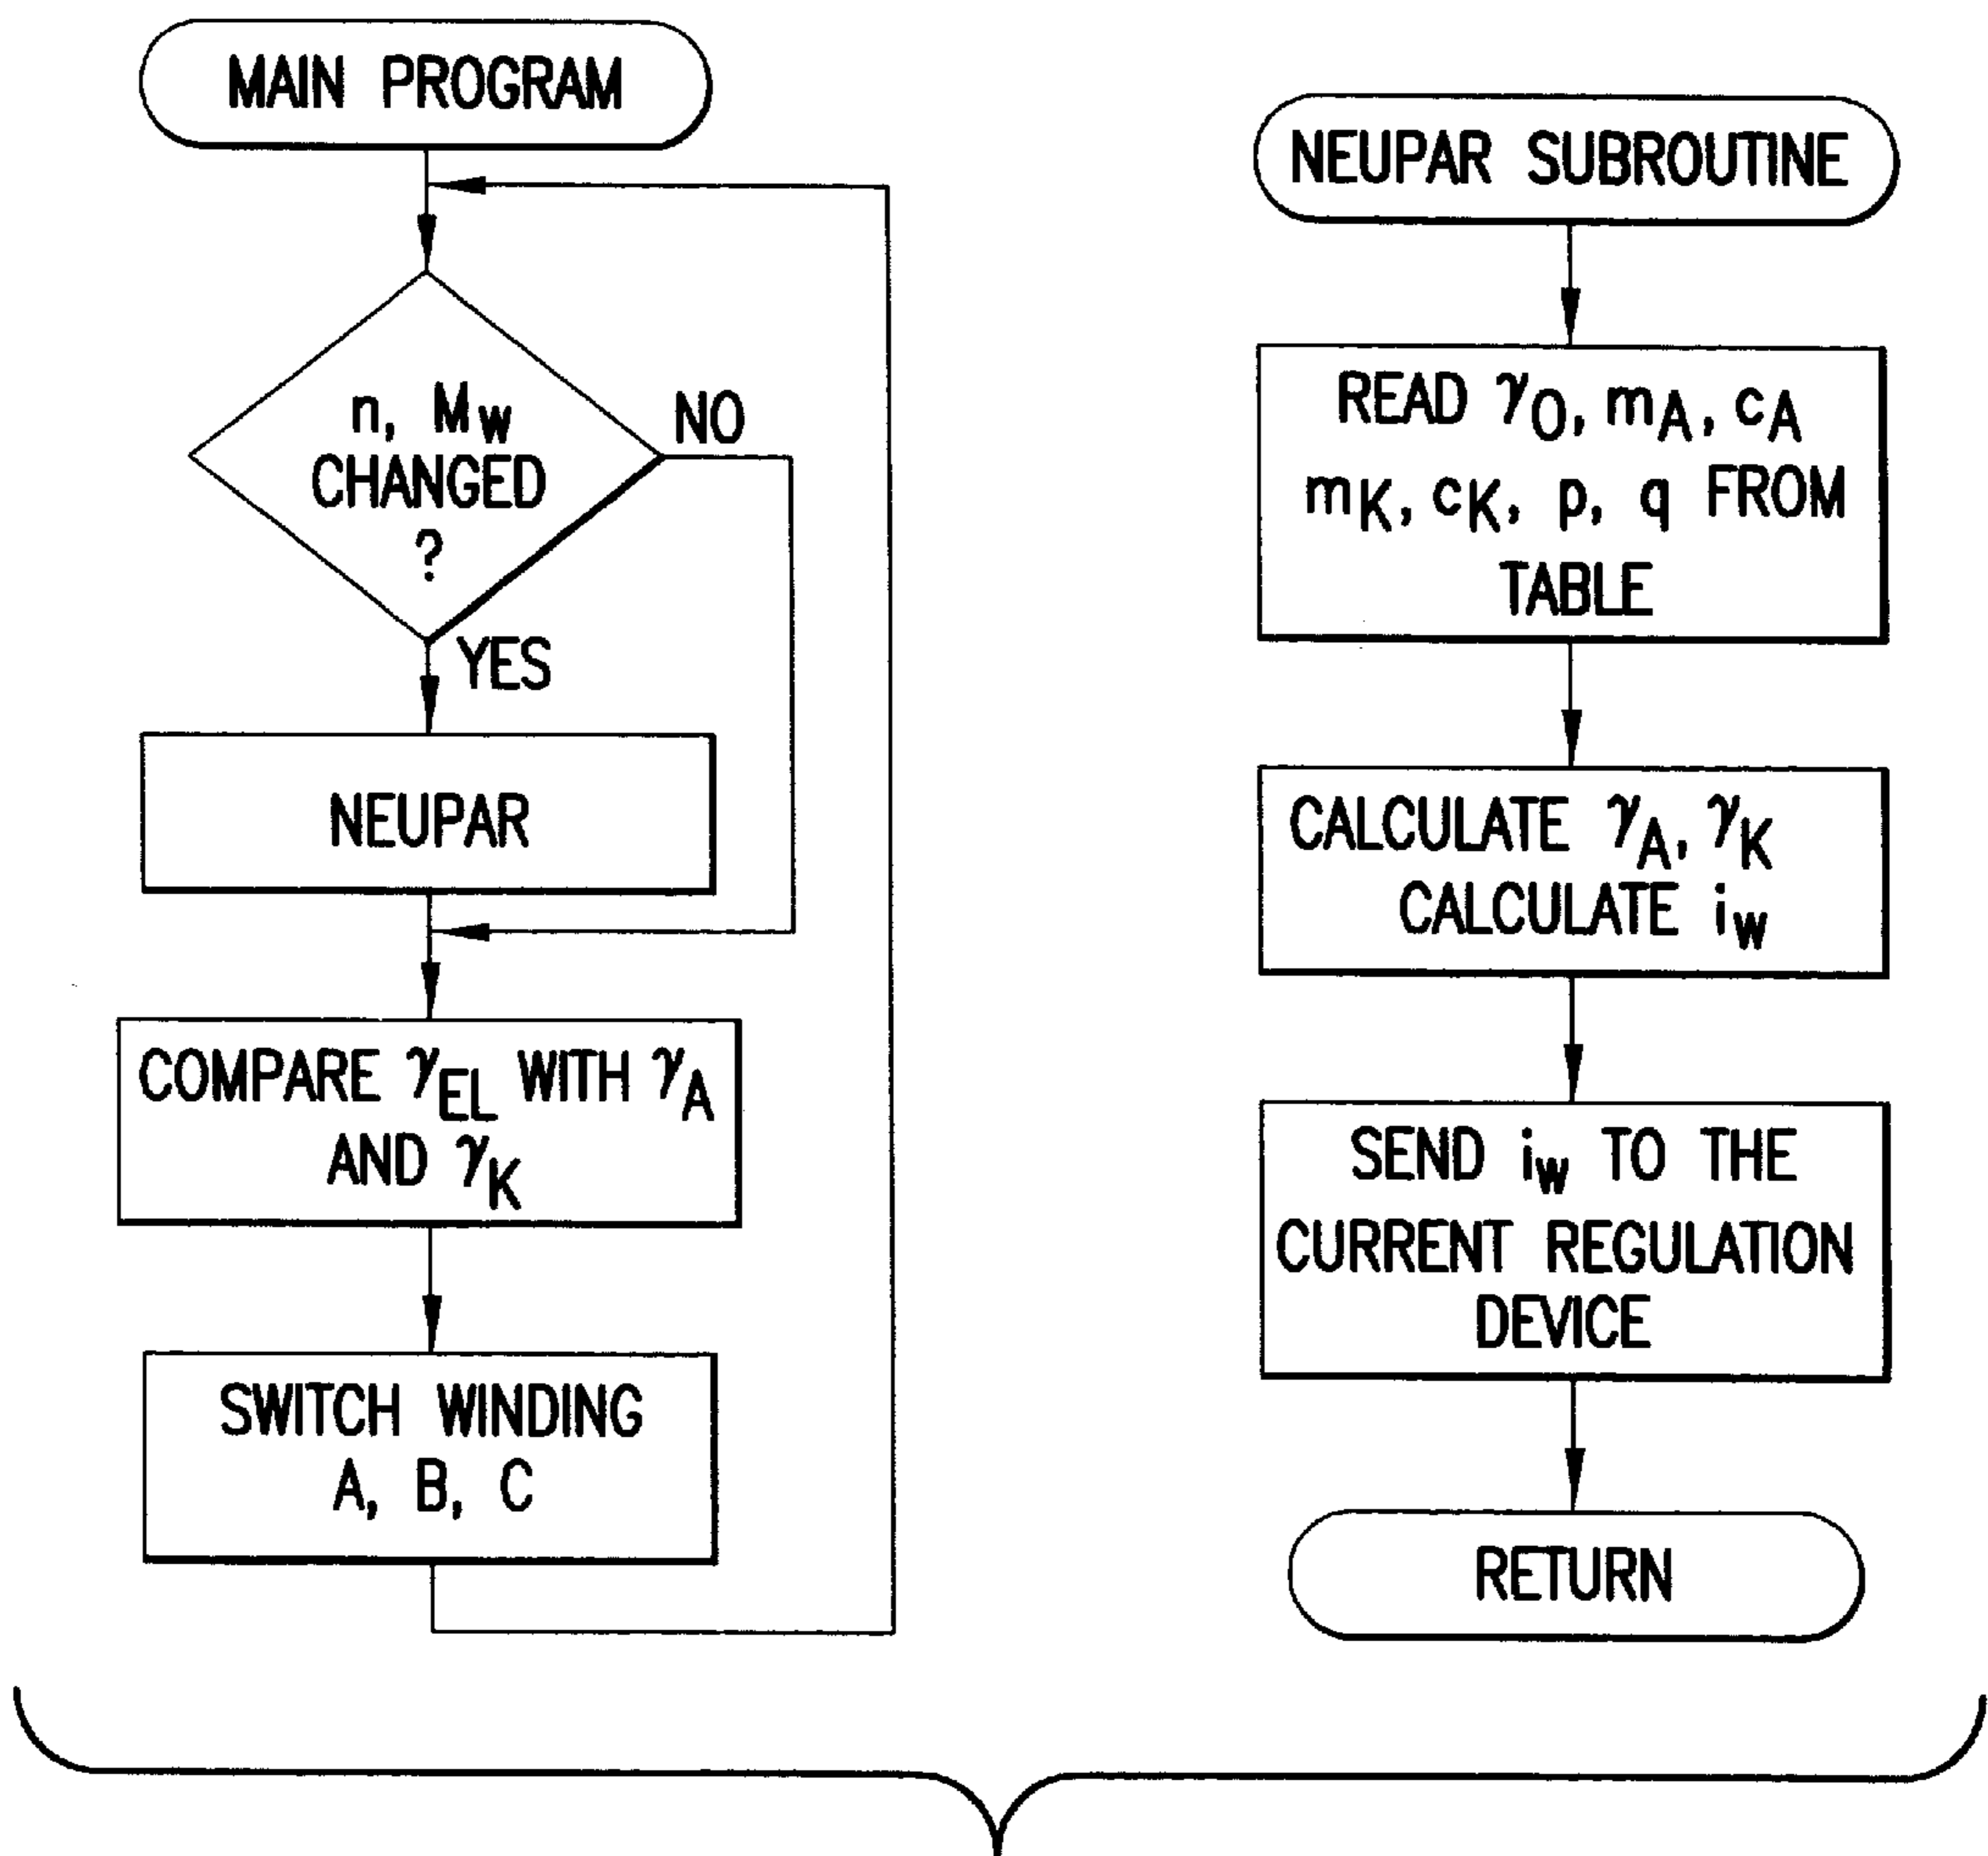 MAIN PROGRAM
n, MW
CHANGED
?
NO
YES
NEUPAR
COMPARE γEL WITH γA
AND γK
SWITCH WINDING
A, B, C
NEUPAR SUBROUTINE
READ γO, mA, cA
mK, cK, p, q FROM
TABLE
CALCULATE γA, γK
CALCULATE iW
SEND iW TO THE
CURRENT REGULATION
DEVICE
RETURN